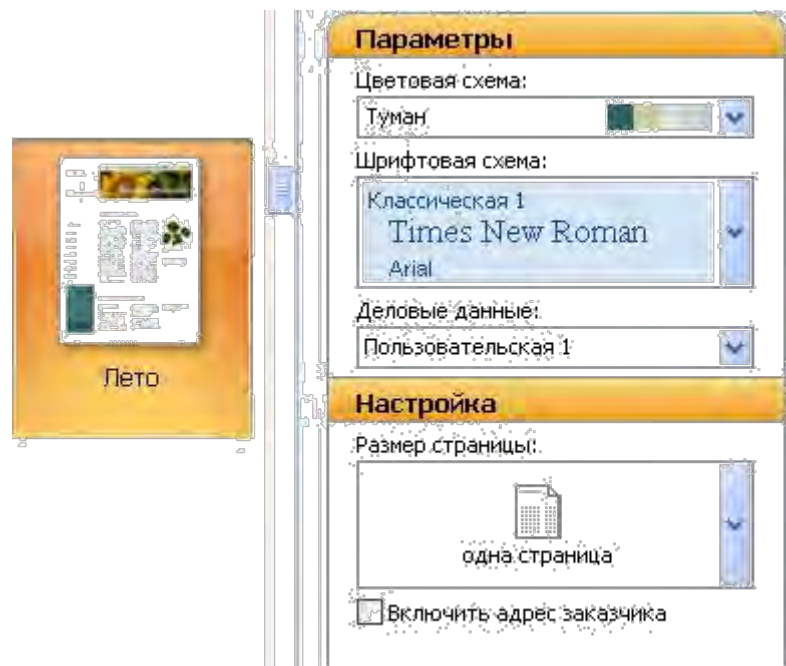 Лето
Параметры
Цветовая схема:
Туман
Шрифтовая схема:
Классическая 1
Times New Roman
Arial
Деловые данные:
Пользовательская 1
Настройка
Размер страницы:
одна страница
Включить адрес заказчика